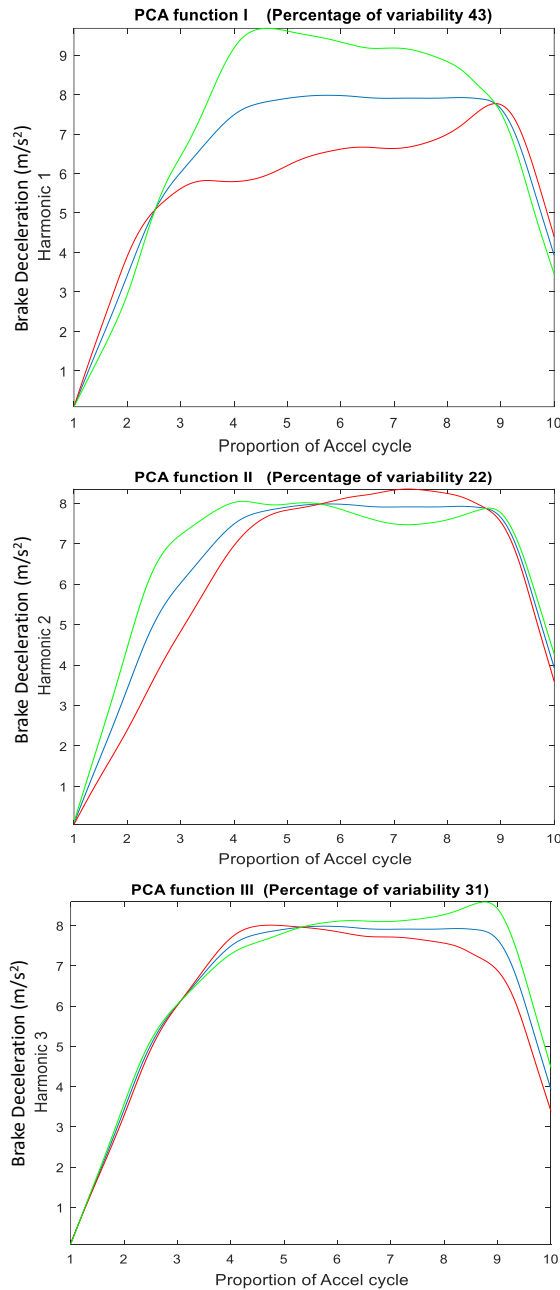 PCA function I (Percentage of variability 43)
Brake Deceleration (m/s²)
Harmonic 1
9
8
7
6
5
4
3
2
1
1 2 3 4 5 6 7 8 9 10
Proportion of Accel cycle
PCA function II (Percentage of variability 22)
Brake Deceleration (m/s²)
Harmonic 2
8
7
6
5
4
3
2
1
1 2 3 4 5 6 7 8 9 10
Proportion of Accel cycle
PCA function III (Percentage of variability 31)
Brake Deceleration (m/s²)
Harmonic 3
8
7
6
5
4
3
2
1
1 2 3 4 5 6 7 8 9 10
Proportion of Accel cycle